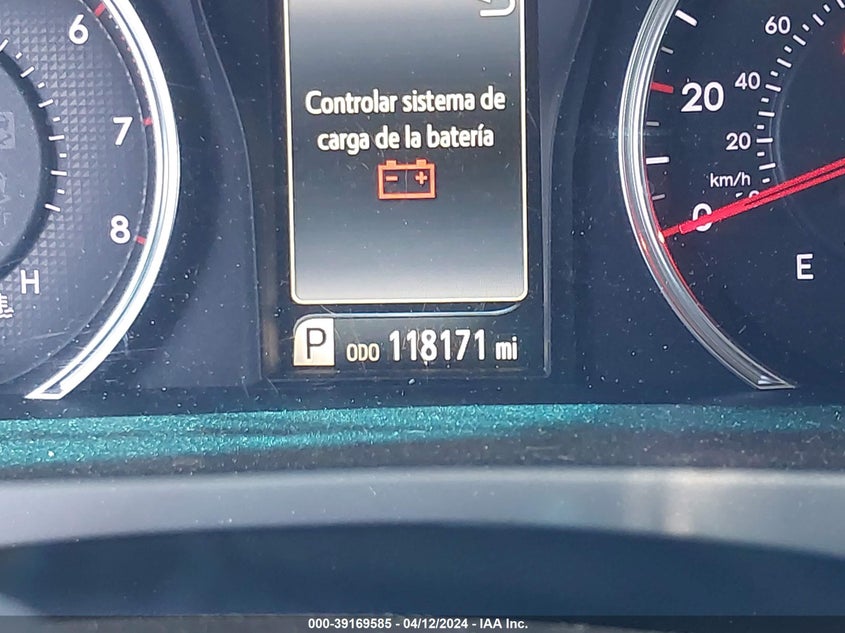 6
7
8
H
Controlar sistema de
carga de la batería
- +
P ODO 118171 mi
60
40
20
20
km/h
0
E
000-39169585 - 04/12/2024 - IAA Inc.